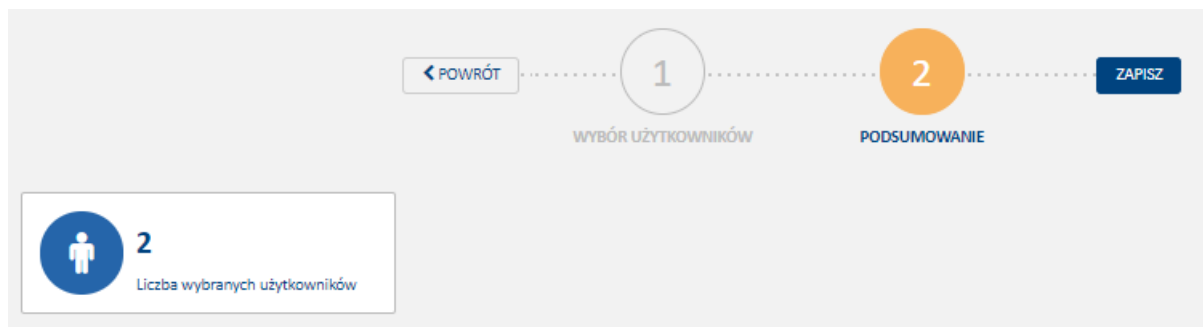 POWRÓT
1
2
ZAPISZ
WYBÓR UŻYTKOWNIKÓW
PODSUMOWANIE
2
Liczba wybranych użytkowników